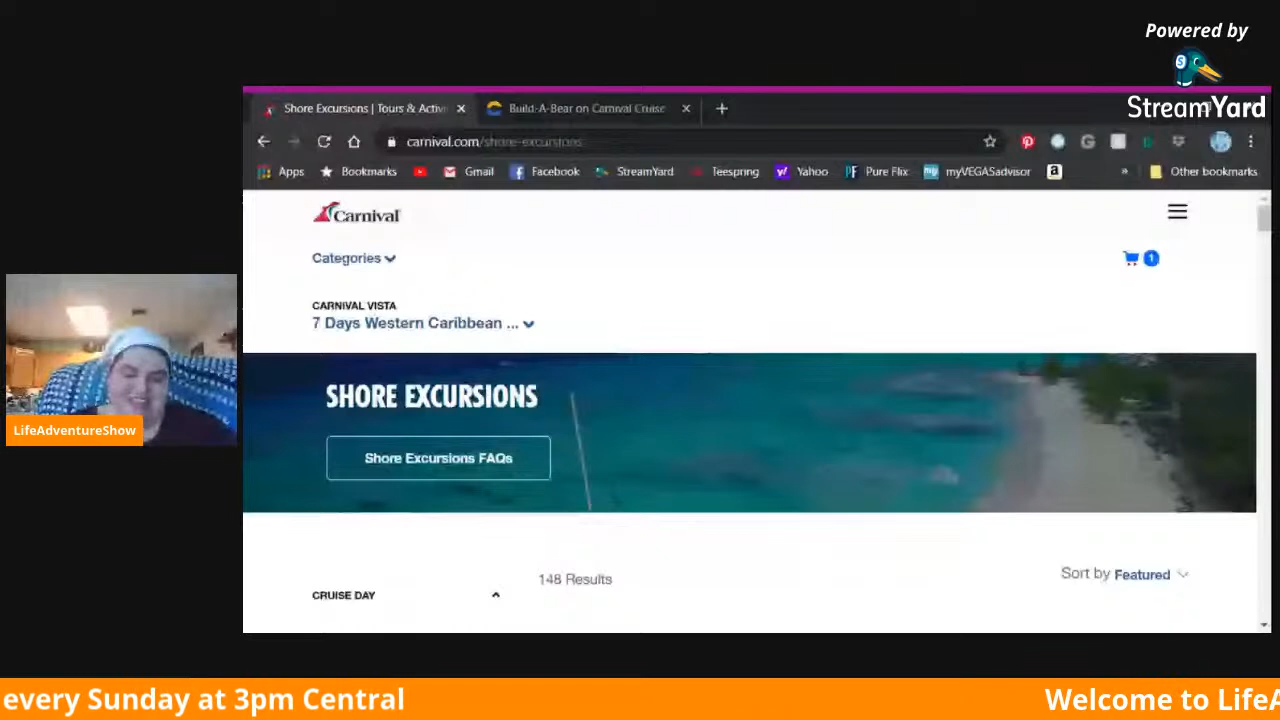 Powered by
StreamYard
Shore Excursions | Tours & Activi
Build-A-Bear on Carnival Cruise
carnival.com/shore-excursions
Apps Bookmarks Gmail Facebook StreamYard Teespring Yahoo Pure Flix myVEGASadvisor » Other bookmarks
Carnival
Categories
1
CARNIVAL VISTA
7 Days Western Caribbean ...
SHORE EXCURSIONS
Shore Excursions FAQs
LifeAdventureShow
148 Results
Sort by Featured
CRUISE DAY
every Sunday at 3pm Central
Welcome to LifeA